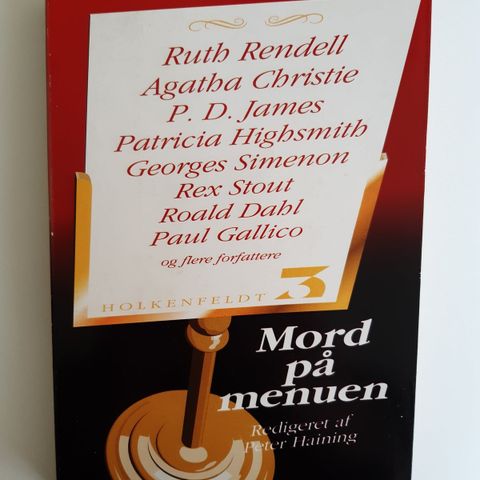 Ruth Rendell
Agatha Christie
P. D. James
Patricia Highsmith
Georges Simenon
Rex Stout
Roald Dahl
Paul Gallico
og flere forfattere
HOLKENFELDT 3
Mord
på
menuen
Redigeret af
Peter Haining